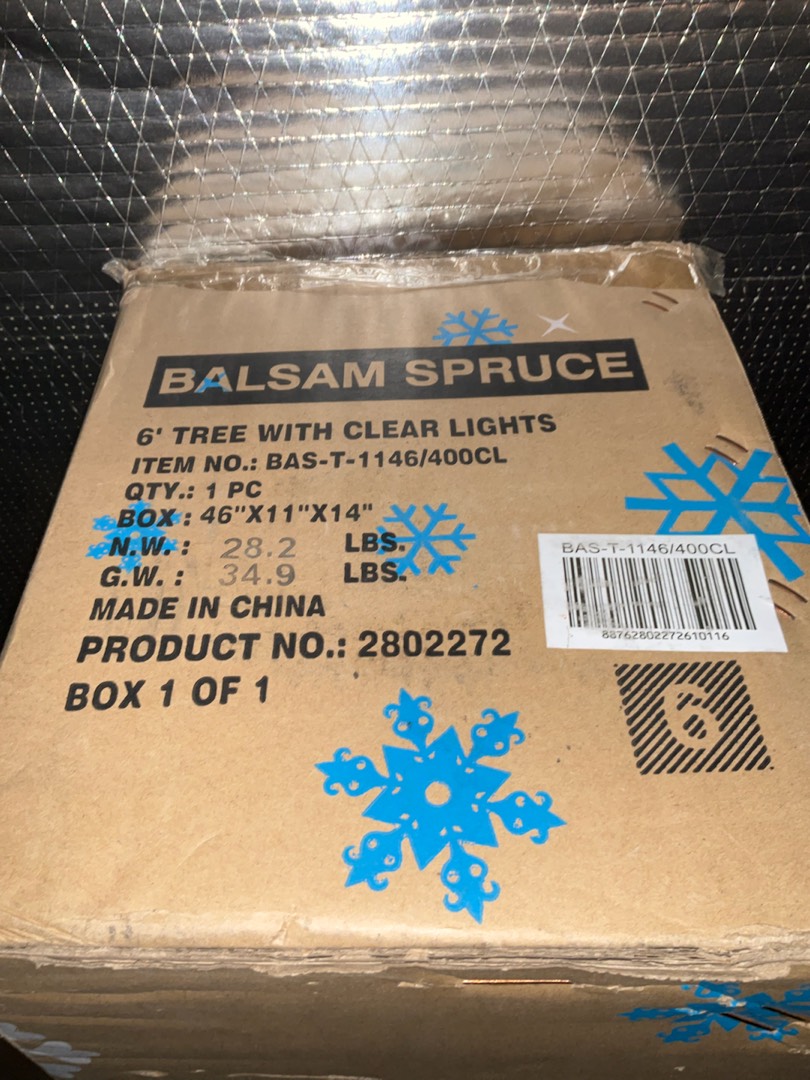 BALSAM SPRUCE
6' TREE WITH CLEAR LIGHTS
ITEM NO.: BAS-T-1146/400CL
QTY.: 1 PC
BOX : 46"X11"X14"
N.W. : 28.2 LBS.
G.W. : 34.9 LBS.
MADE IN CHINA
PRODUCT NO.: 2802272
BOX 1 OF 1
BAS-T-1146/400CL
88762802272610116
6